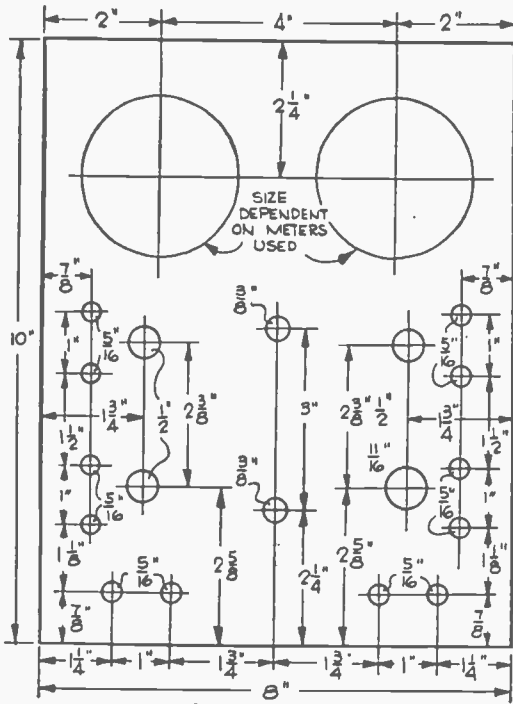 2" 4" 2"
2 1/4"
SIZE
DEPENDENT
ON METERS
USED
7/8" 7/8"
10"
5/16" 3/8" 5/16"
1" 1"
1 3/4" 1/2" 2 3/8" 3" 2 3/8" 1/2" 1 3/4"
1 1/2" 1 1/2"
11/16"
3/8"
1" 5/16" 5/16" 1"
1 1/8" 2 5/8" 2 1/4" 2 5/8" 1 1/8"
5/16" 5/16"
7/8" 7/8"
1 1/4" 1" 1 3/4" 1 3/4" 1" 1 1/4"
8"